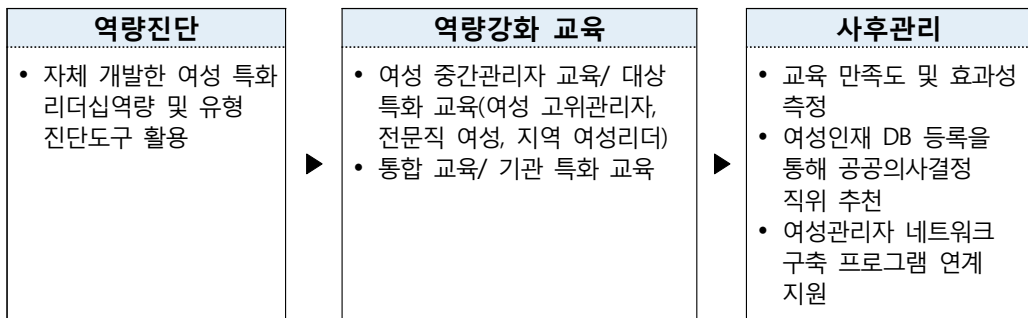 역량진단
• 자체 개발한 여성 특화
리더십역량 및 유형
진단도구 활용
▶
역량강화 교육
• 여성 중간관리자 교육/ 대상
특화 교육(여성 고위관리자,
전문직 여성, 지역 여성리더)
• 통합 교육/ 기관 특화 교육
▶
사후관리
• 교육 만족도 및 효과성
측정
• 여성인재 DB 등록을
통해 공공의사결정
직위 추천
• 여성관리자 네트워크
구축 프로그램 연계
지원